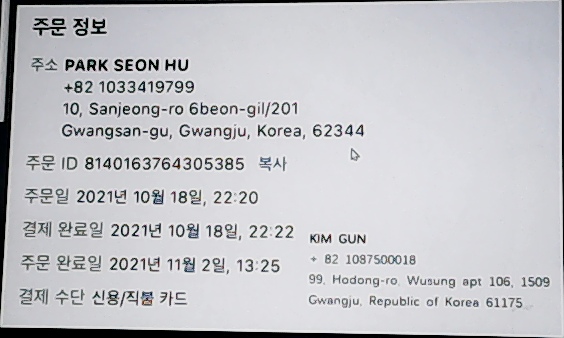 주문 정보
주소 PARK SEON HU
+82 1033419799
10, Sanjeong-ro 6beon-gil/201
Gwangsan-gu, Gwangju, Korea, 62344
주문 ID 8140163764305385 복사
주문일 2021년 10월 18일, 22:20
결제 완료일 2021년 10월 18일, 22:22
주문 완료일 2021년 11월 2일, 13:25
결제 수단 신용/직불 카드
KIM GUN
+ 82 1087500018
99, Hodong-ro, Wusung apt 106, 1509
Gwangju, Republic of Korea 61175